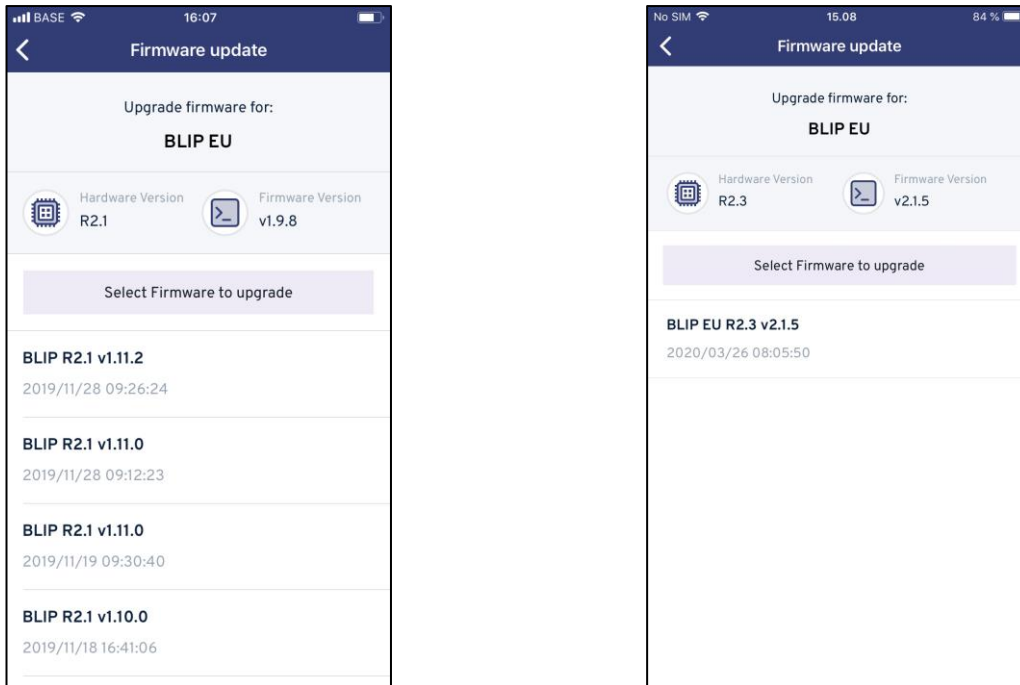 BASE 16:07
Firmware update
Upgrade firmware for:
BLIP EU
Hardware Version
R2.1
Firmware Version
v1.9.8
Select Firmware to upgrade
BLIP R2.1 v1.11.2
2019/11/28 09:26:24
BLIP R2.1 v1.11.0
2019/11/28 09:12:23
BLIP R2.1 v1.11.0
2019/11/19 09:30:40
BLIP R2.1 v1.10.0
2019/11/18 16:41:06
No SIM 15.08 84 %
Firmware update
Upgrade firmware for:
BLIP EU
Hardware Version
R2.3
Firmware Version
v2.1.5
Select Firmware to upgrade
BLIP EU R2.3 v2.1.5
2020/03/26 08:05:50